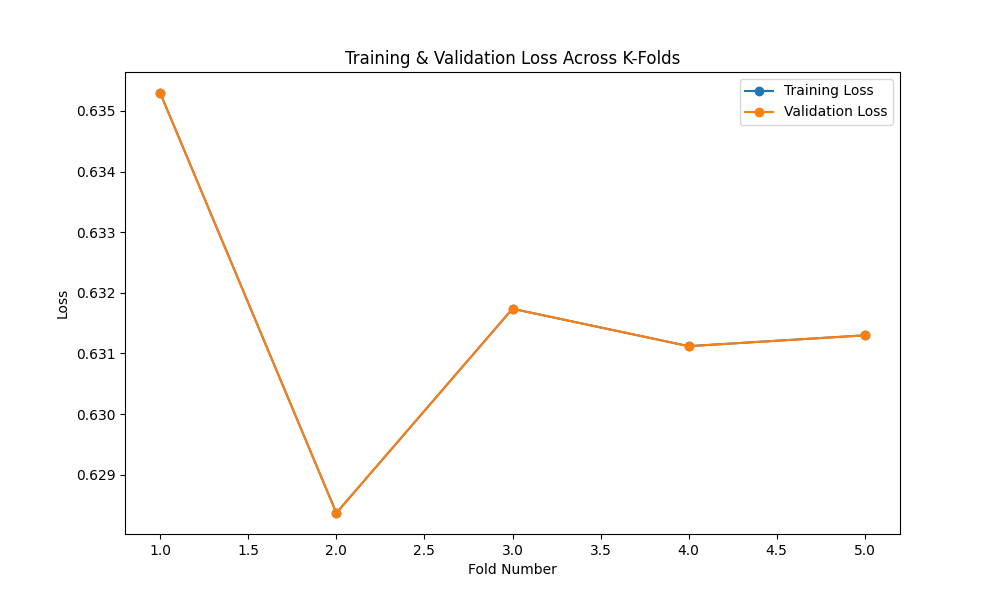 Training & Validation Loss Across K-Folds
Training Loss
Validation Loss
0.635
0.634
0.633
0.632
0.631
0.630
0.629
Loss
1.0 1.5 2.0 2.5 3.0 3.5 4.0 4.5 5.0
Fold Number